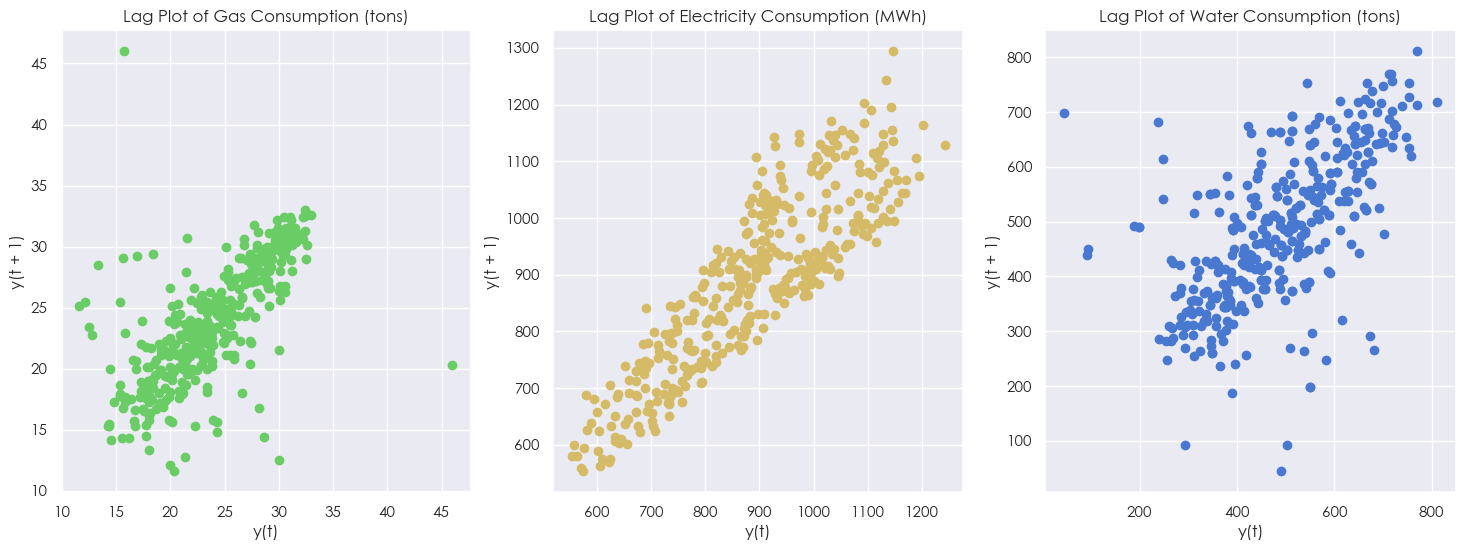 Lag Plot of Gas Consumption (tons)
45
40
35
30
25
20
15
10
y(t + 1)
10 15 20 25 30 35 40 45
y(t)
Lag Plot of Electricity Consumption (MWh)
1300
1200
1100
1000
900
800
700
600
y(t + 1)
600 700 800 900 1000 1100 1200
y(t)
Lag Plot of Water Consumption (tons)
800
700
600
500
400
300
200
100
y(t + 1)
200 400 600 800
y(t)